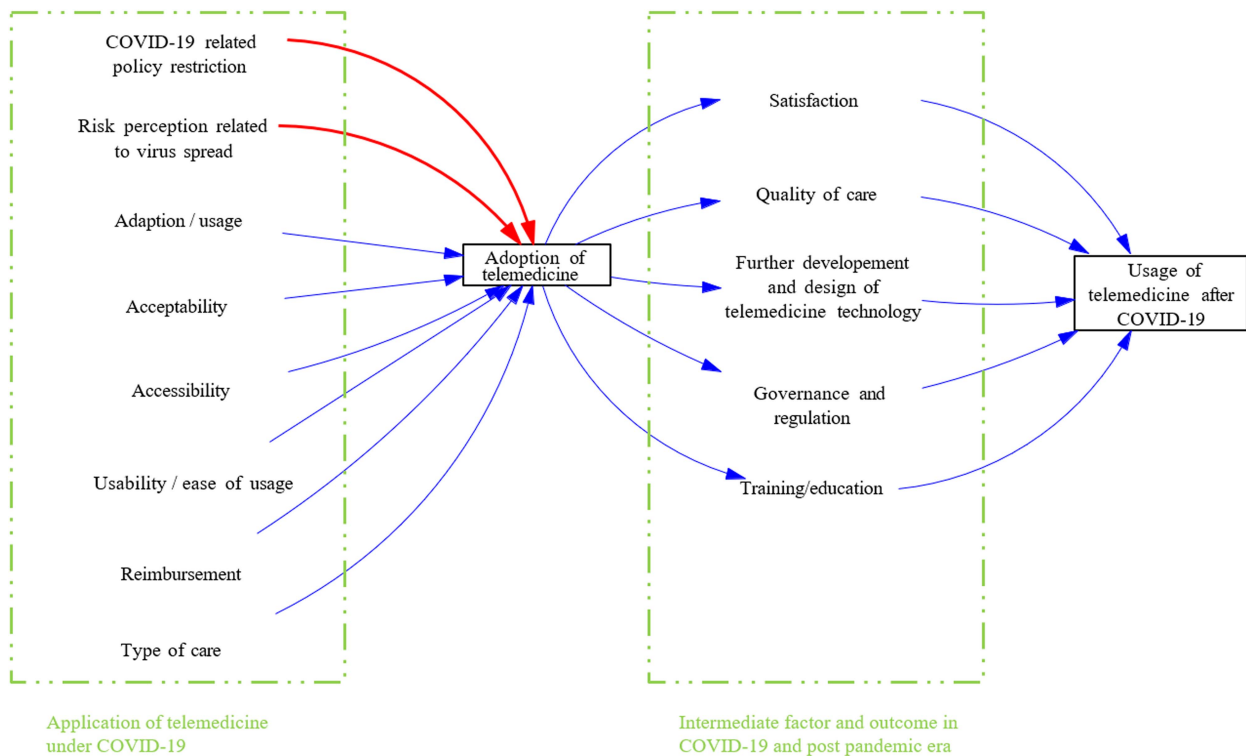 COVID-19 related
policy restriction
Risk perception related
to virus spread
Adaption / usage
Acceptability
Accessibility
Usability / ease of usage
Reimbursement
Type of care
Adoption of
telemedicine
Satisfaction
Quality of care
Further developement
and design of
telemedicine technology
Governance and
regulation
Training/education
Usage of
telemedicine after
COVID-19
Application of telemedicine
under COVID-19
Intermediate factor and outcome in
COVID-19 and post pandemic era